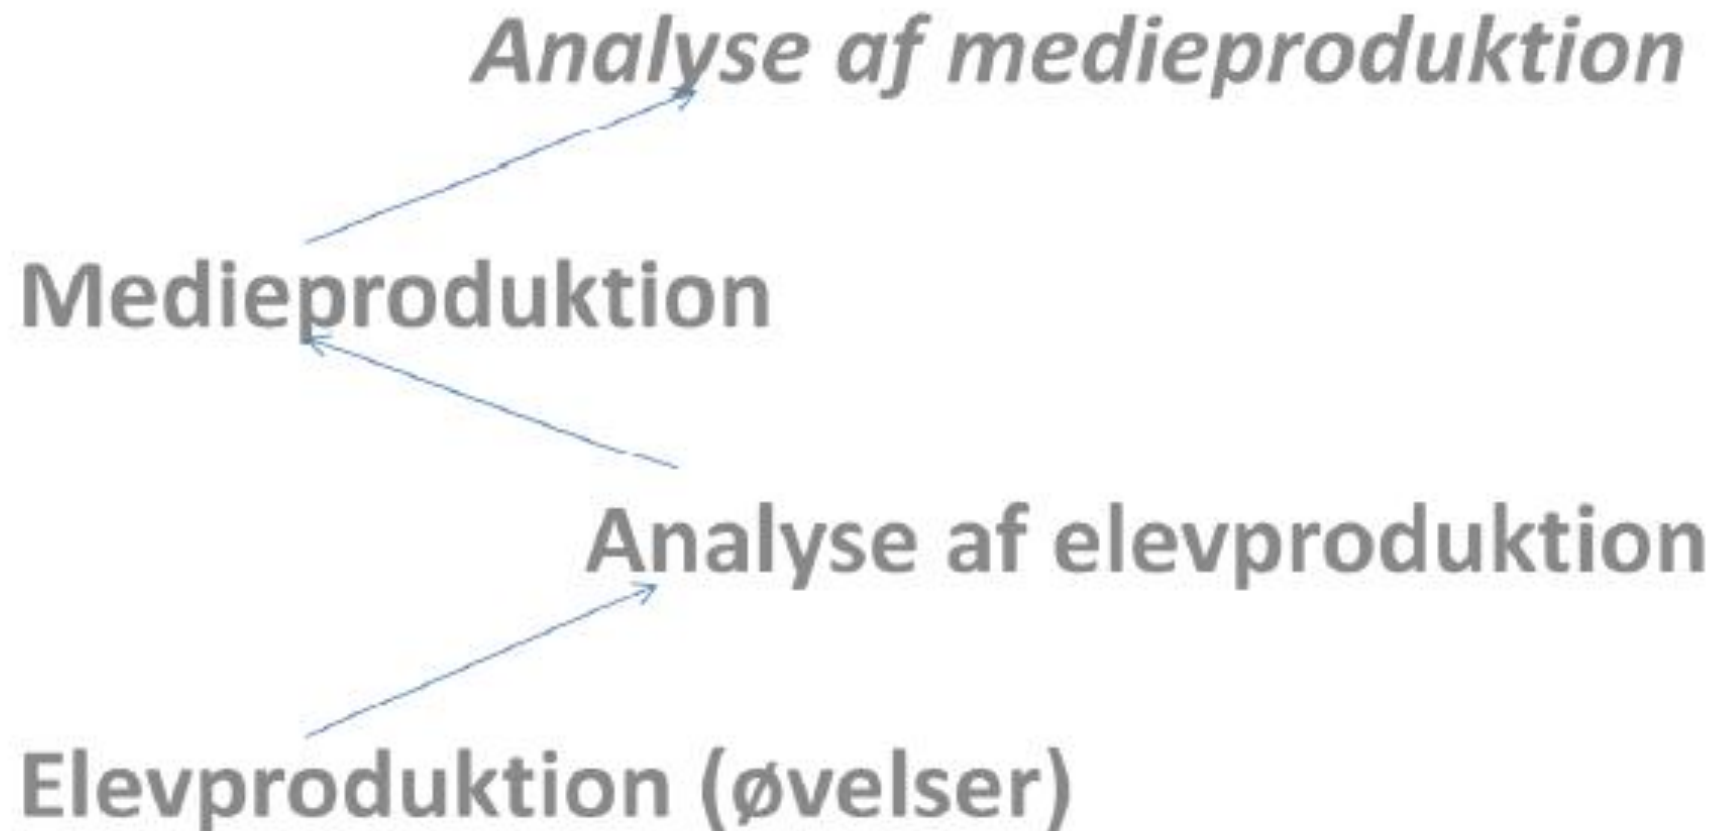 Analyse af medieproduktion
Medieproduktion
Analyse af elevproduktion
Elevproduktion (øvelser)